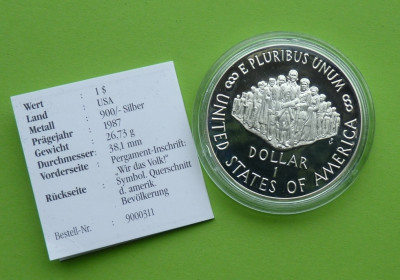 Wert : 1 $
Land : USA
Metall : 900/- Silber
Prägejahr : 1987
Gewicht : 26,73 g
Durchmesser: 38,1 mm
Vorderseite : Pergament-Inschrift:
„Wir das Volk!"
Rückseite : Symbol. Querschnitt
d. amerik.
Bevölkerung
Bestell-Nr. : 9000311
E PLURIBUS UNUM
DOLLAR
1
UNITED STATES OF AMERICA